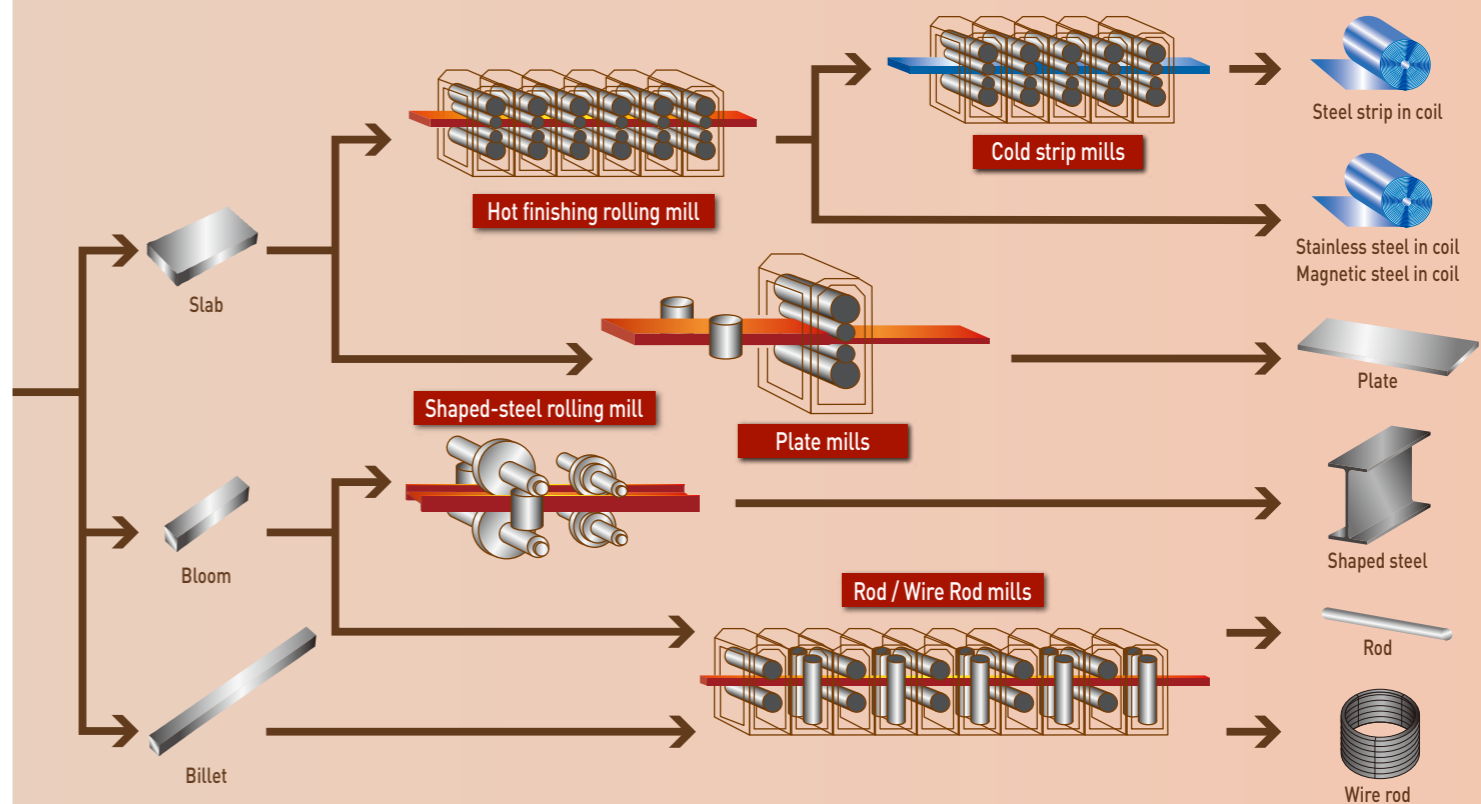 Steel strip in coil
Cold strip mills
Hot finishing rolling mill
Stainless steel in coil
Magnetic steel in coil
Slab
Plate
Shaped-steel rolling mill
Plate mills
Shaped steel
Bloom
Rod / Wire Rod mills
Rod
Billet
Wire rod